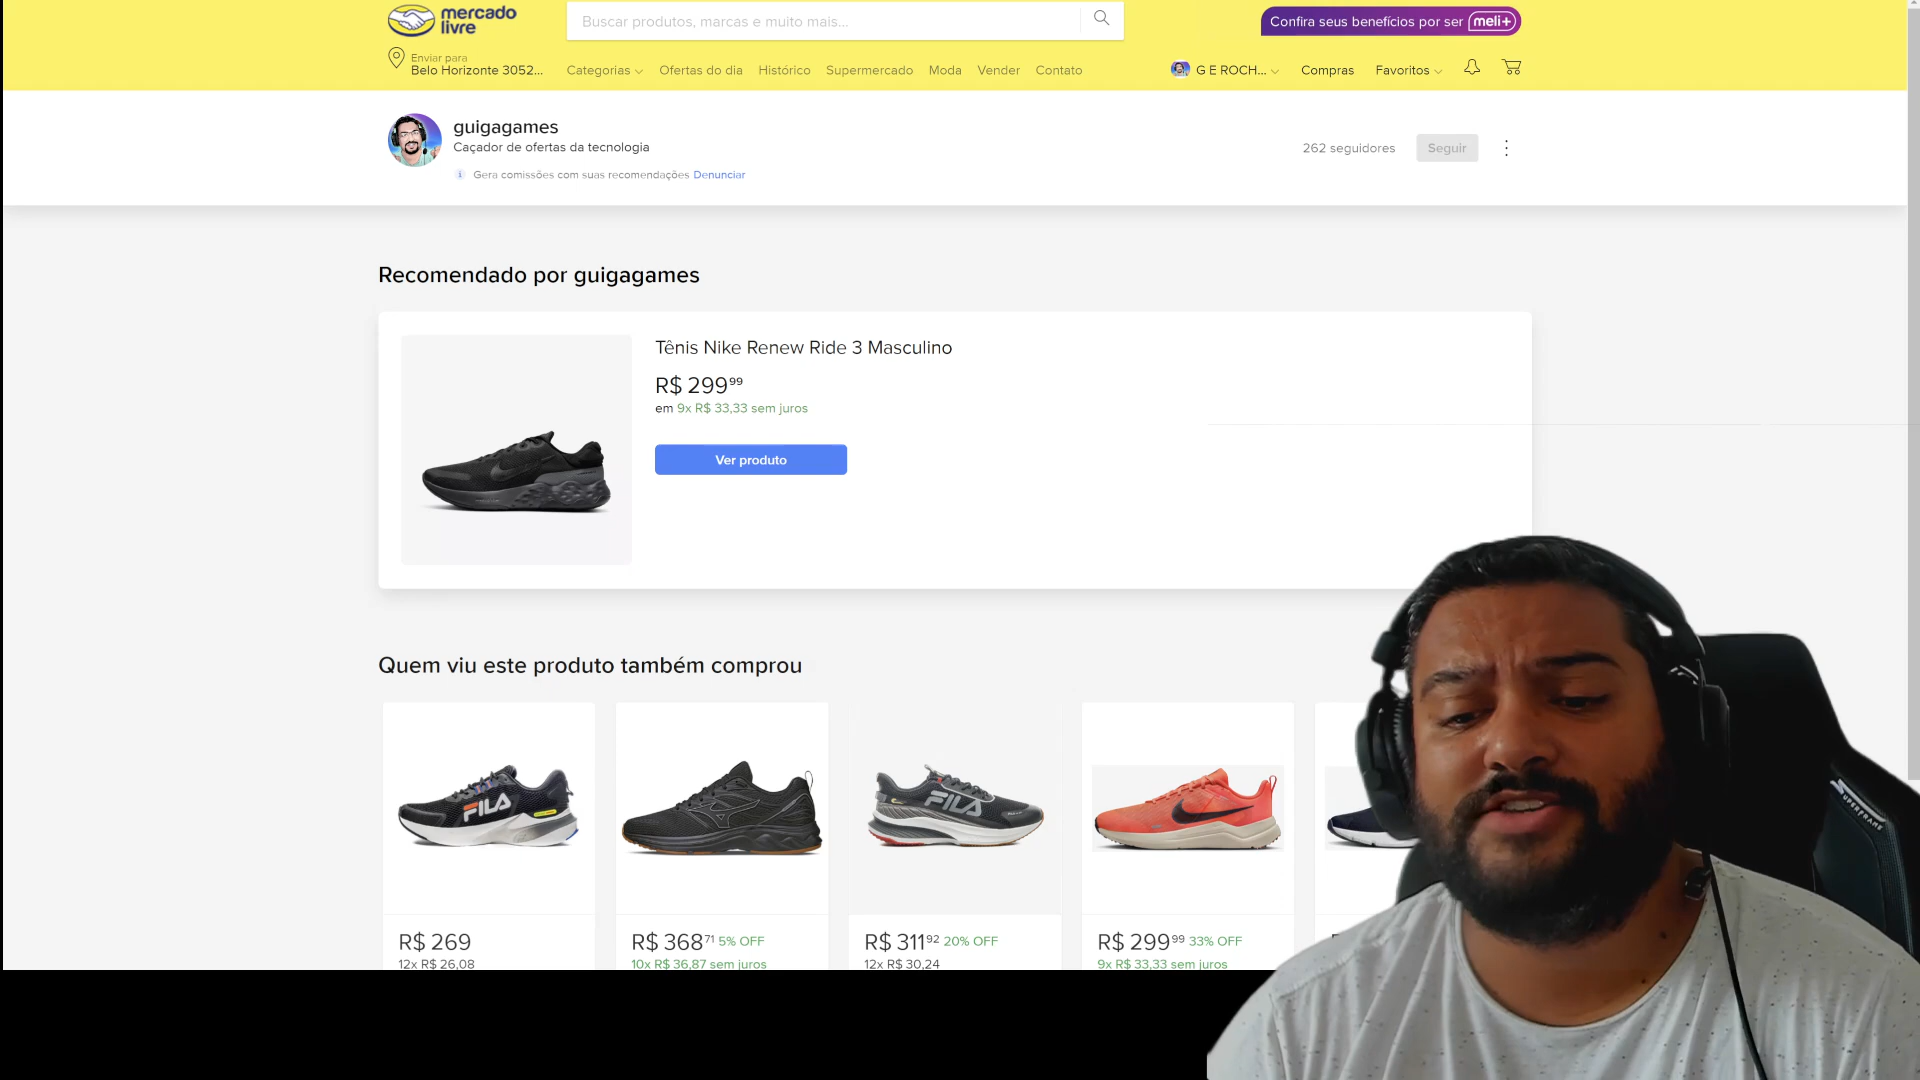 mercado
livre
Buscar produtos, marcas e muito mais...
Confira seus benefícios por ser meli+
Enviar para
Belo Horizonte 3052...
Categorias
Ofertas do dia
Histórico
Supermercado
Moda
Vender
Contato
G E ROCH...
Compras
Favoritos
guigagames
Caçador de ofertas da tecnologia
Gera comissões com suas recomendações Denunciar
262 seguidores
Seguir
Recomendado por guigagames
Tênis Nike Renew Ride 3 Masculino
R$ 299 99
em 9x R$ 33,33 sem juros
Ver produto
Quem viu este produto também comprou
FILA
FILA
R$ 269
12x R$ 26,08
R$ 368 71 5% OFF
10x R$ 36,87 sem juros
R$ 311 92 20% OFF
12x R$ 30,24
R$ 299 99 33% OFF
9x R$ 33,33 sem juros
SUPERFRAME